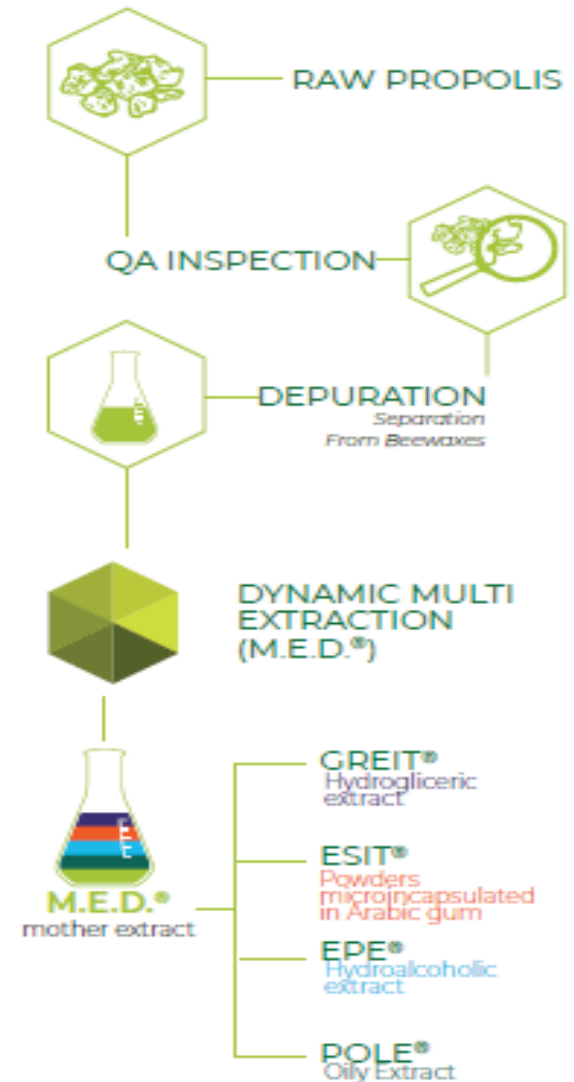 RAW PROPOLIS
QA INSPECTION
DEPURATION
Separation
From Beewaxes
DYNAMIC MULTI
EXTRACTION
(M.E.D.®)
GREIT®
Hydrogliceric
extract
ESIT®
Powders
microincapsulated
in Arabic gum
M.E.D.®
mother extract
EPE®
Hydroalcoholic
extract
POLE®
Oily Extract